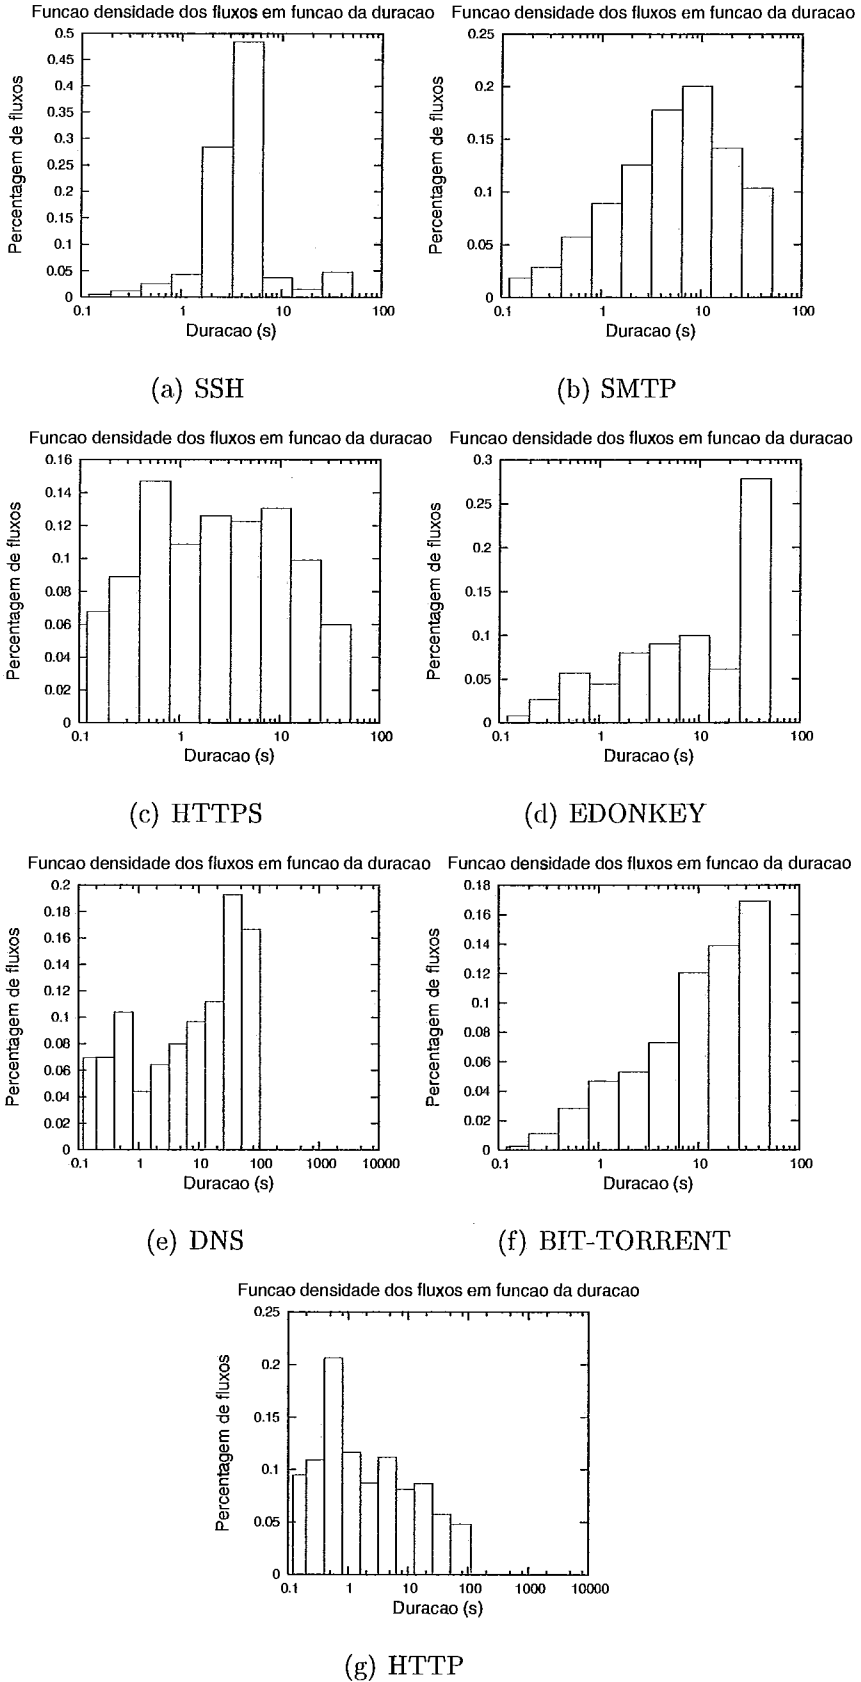 Funcao densidade dos fluxos em funcao da duracao
Percentagem de fluxos
0.5
0.45
0.4
0.35
0.3
0.25
0.2
0.15
0.1
0.05
0
0.1 1 10 100
Duracao (s)
(a) SSH
Funcao densidade dos fluxos em funcao da duracao
Percentagem de fluxos
0.25
0.2
0.15
0.1
0.05
0
0.1 1 10 100
Duracao (s)
(b) SMTP
Funcao densidade dos fluxos em funcao da duracao
Percentagem de fluxos
0.16
0.14
0.12
0.1
0.08
0.06
0.04
0.02
0
0.1 1 10 100
Duracao (s)
(c) HTTPS
Funcao densidade dos fluxos em funcao da duracao
Percentagem de fluxos
0.3
0.25
0.2
0.15
0.1
0.05
0
0.1 1 10 100
Duracao (s)
(d) EDONKEY
Funcao densidade dos fluxos em funcao da duracao
Percentagem de fluxos
0.2
0.18
0.16
0.14
0.12
0.1
0.08
0.06
0.04
0.02
0
0.1 1 10 100 1000 10000
Duracao (s)
(e) DNS
Funcao densidade dos fluxos em funcao da duracao
Percentagem de fluxos
0.18
0.16
0.14
0.12
0.1
0.08
0.06
0.04
0.02
0
0.1 1 10 100
Duracao (s)
(f) BIT-TORRENT
Funcao densidade dos fluxos em funcao da duracao
Percentagem de fluxos
0.25
0.2
0.15
0.1
0.05
0
0.1 1 10 100 1000 10000
Duracao (s)
(g) HTTP